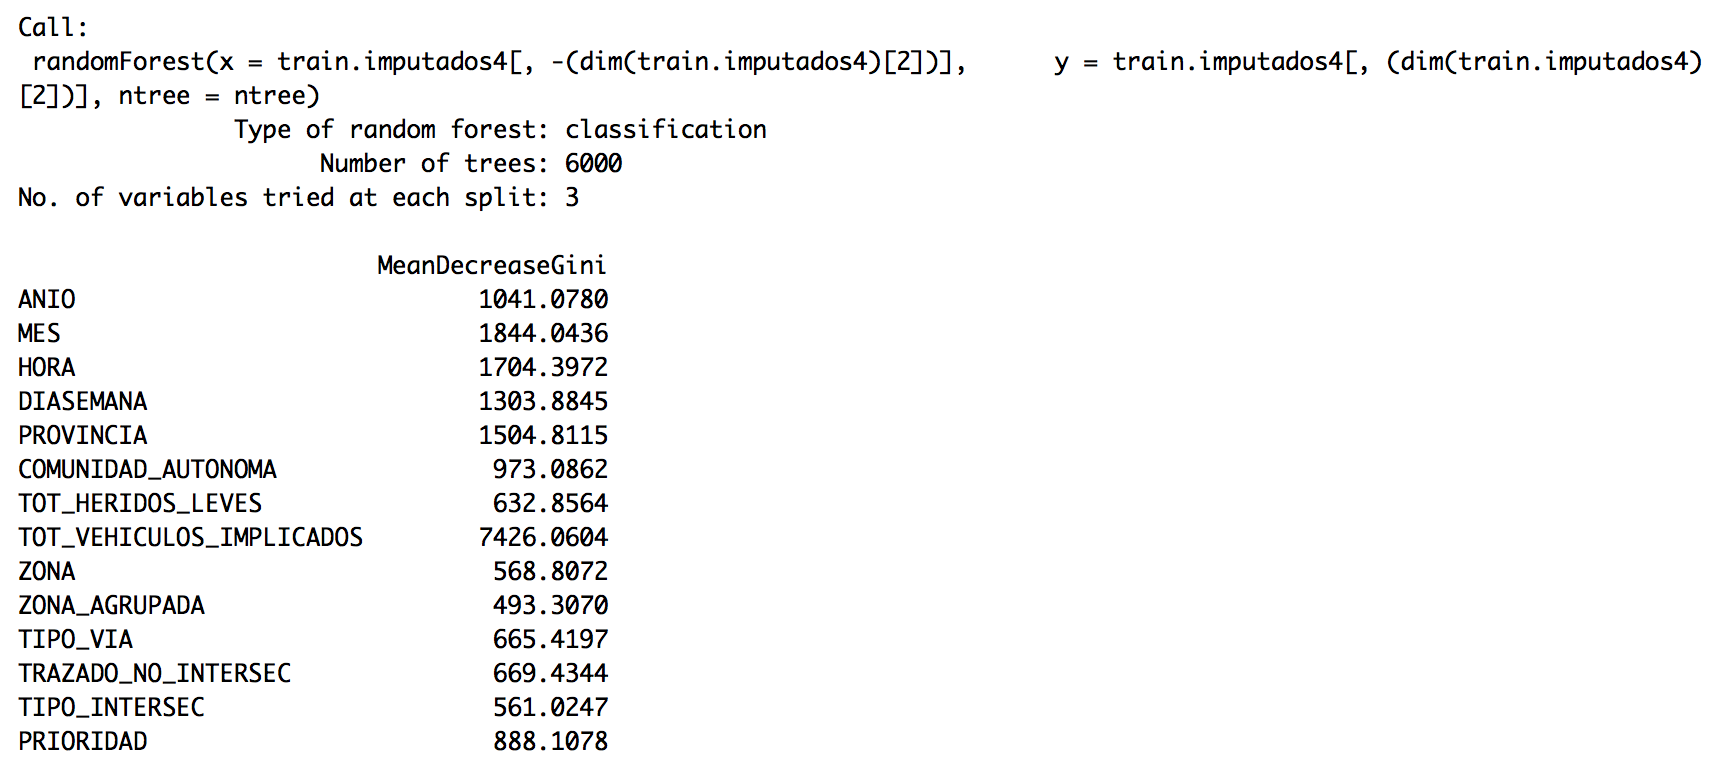 Call:
 randomForest(x = train.imputados4[, -(dim(train.imputados4)[2])],      y = train.imputados4[, (dim(train.imputados4)
[2])], ntree = ntree)
               Type of random forest: classification
                     Number of trees: 6000
No. of variables tried at each split: 3

                         MeanDecreaseGini
ANIO                            1041.0780
MES                             1844.0436
HORA                            1704.3972
DIASEMANA                       1303.8845
PROVINCIA                       1504.8115
COMUNIDAD_AUTONOMA               973.0862
TOT_HERIDOS_LEVES                632.8564
TOT_VEHICULOS_IMPLICADOS        7426.0604
ZONA                             568.8072
ZONA_AGRUPADA                    493.3070
TIPO_VIA                         665.4197
TRAZADO_NO_INTERSEC              669.4344
TIPO_INTERSEC                    561.0247
PRIORIDAD                        888.1078